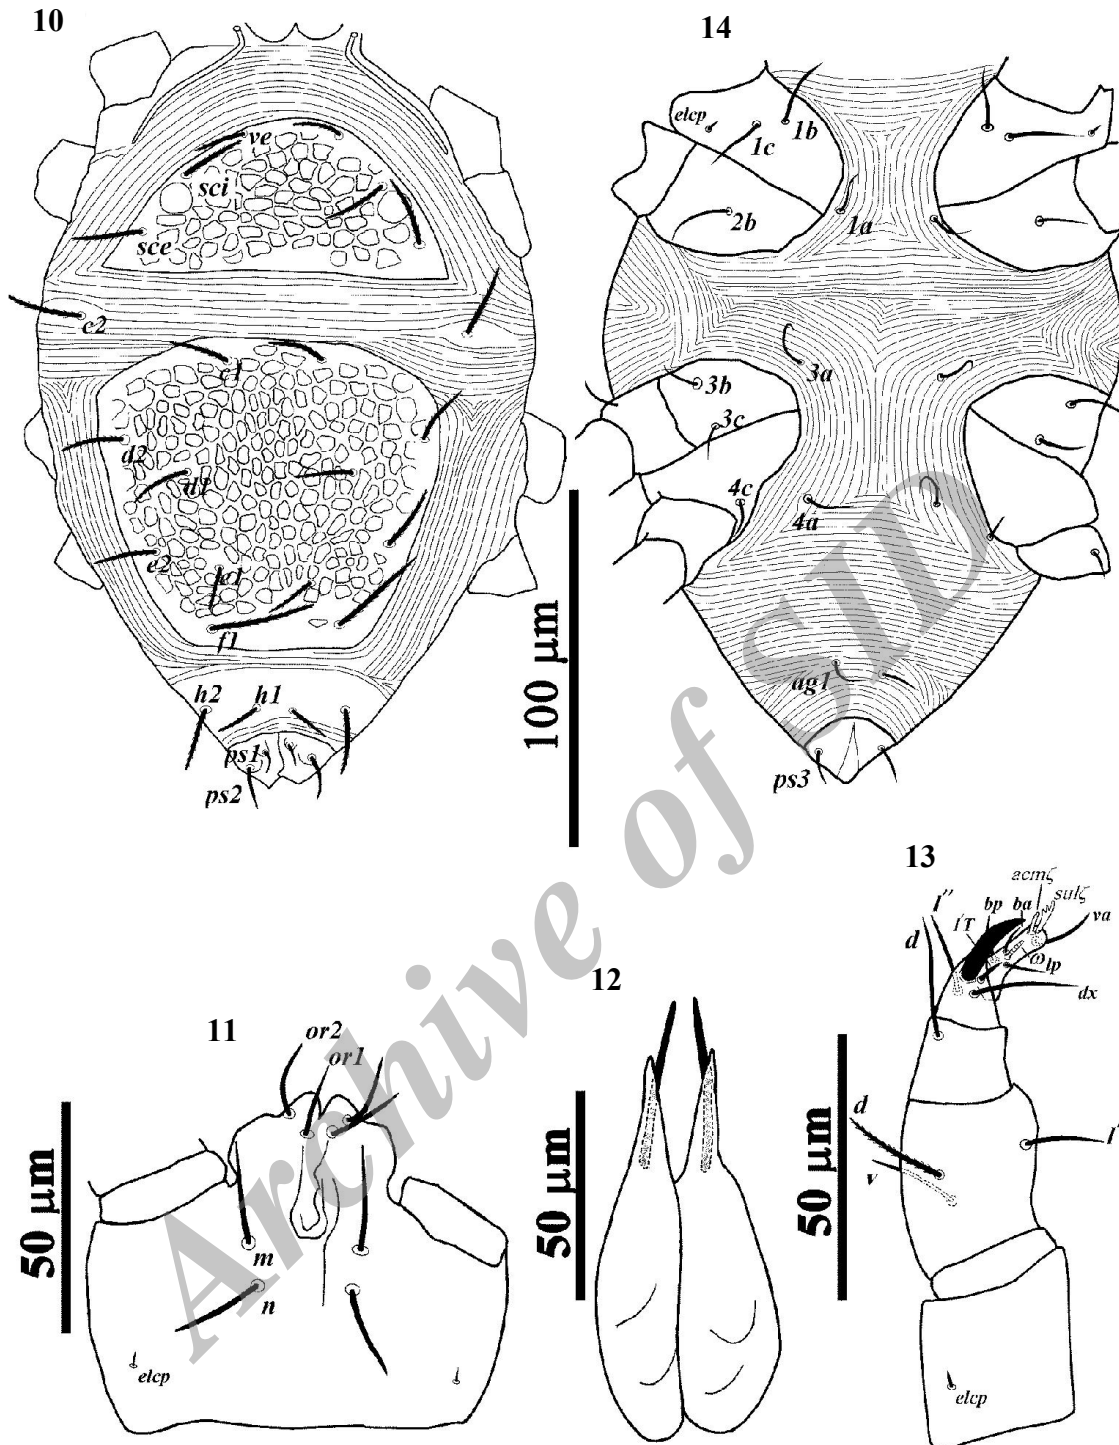 10
ve
sci
sce
c2
c1
d2
d1
e2
e1
f1
h2
h1
ps1
ps2
100 μm
14
elcp
1c
1b
2b
1a
3b
3a
3c
4c
4a
ag1
ps3
11
or2
or1
50 μm
m
n
elcp
12
50 μm
13
acmζ
sulζ
l''
bp
ba
va
d
l'T
ω
lp
dx
d
l'
v
50 μm
elcp
Archive of SID